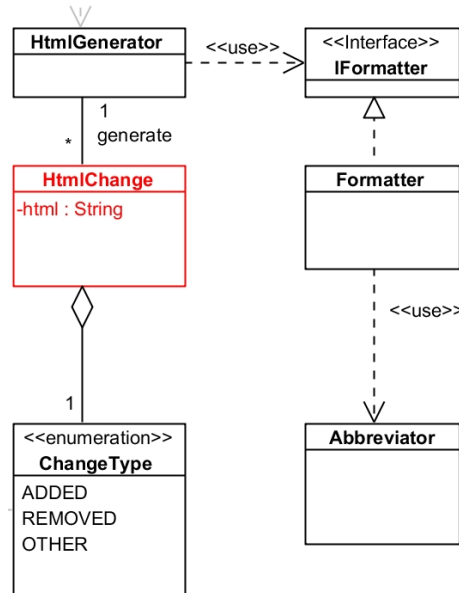 HtmlGenerator
<<use>>
<<Interface>>
IFormatter
1
generate
*
HtmlChange
-html : String
Formatter
<<use>>
1
<<enumeration>>
ChangeType
ADDED
REMOVED
OTHER
Abbreviator